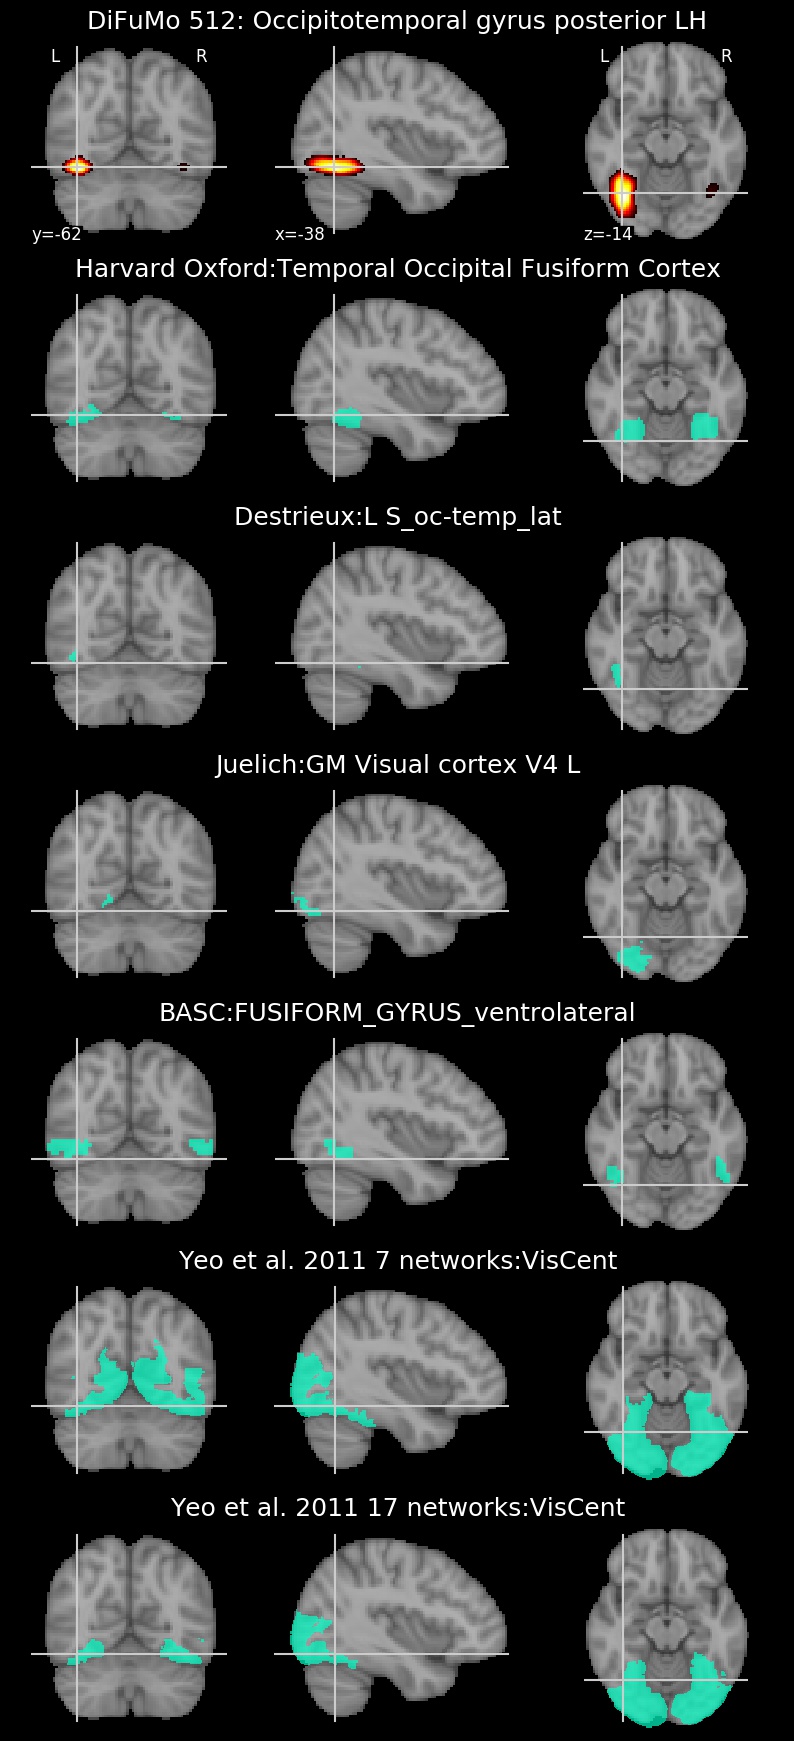 DiFuMo 512: Occipitotemporal gyrus posterior LH
L R L R
y=-62 x=-38 z=-14
Harvard Oxford:Temporal Occipital Fusiform Cortex
Destrieux:L S_oc-temp_lat
Juelich:GM Visual cortex V4 L
BASC:FUSIFORM_GYRUS_ventrolateral
Yeo et al. 2011 7 networks:VisCent
Yeo et al. 2011 17 networks:VisCent